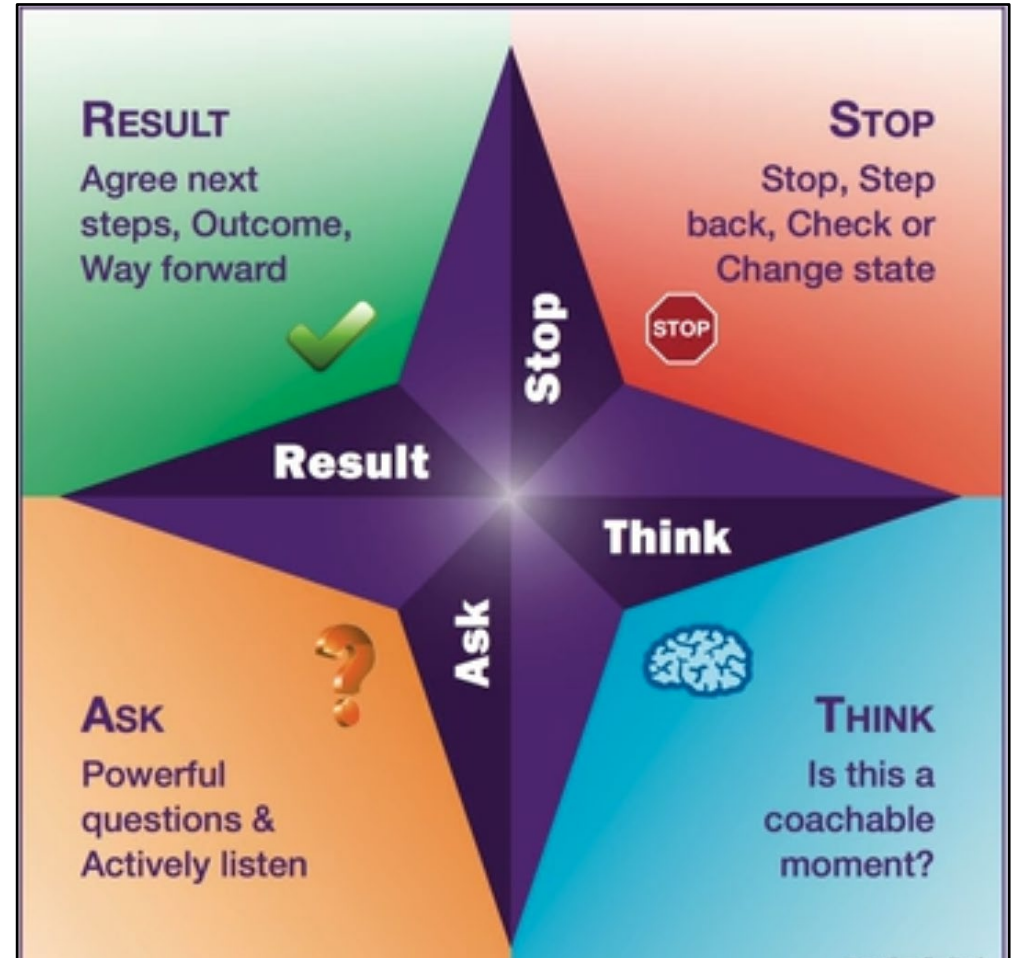 RESULT
Agree next
steps, Outcome,
Way forward
STOP
Stop, Step
back, Check or
Change state
STOP
Stop
Result
Think
Ask
ASK
Powerful
questions &
Actively listen
THINK
Is this a
coachable
moment?